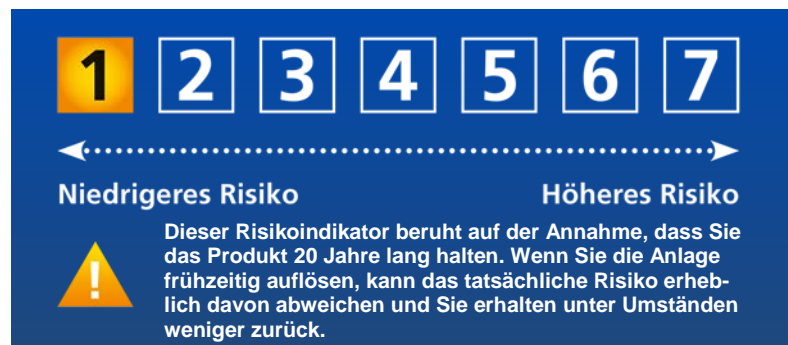 1 2 3 4 5 6 7
Niedrigeres Risiko Höheres Risiko
Dieser Risikoindikator beruht auf der Annahme, dass Sie
das Produkt 20 Jahre lang halten. Wenn Sie die Anlage
frühzeitig auflösen, kann das tatsächliche Risiko erheb-
lich davon abweichen und Sie erhalten unter Umständen
weniger zurück.